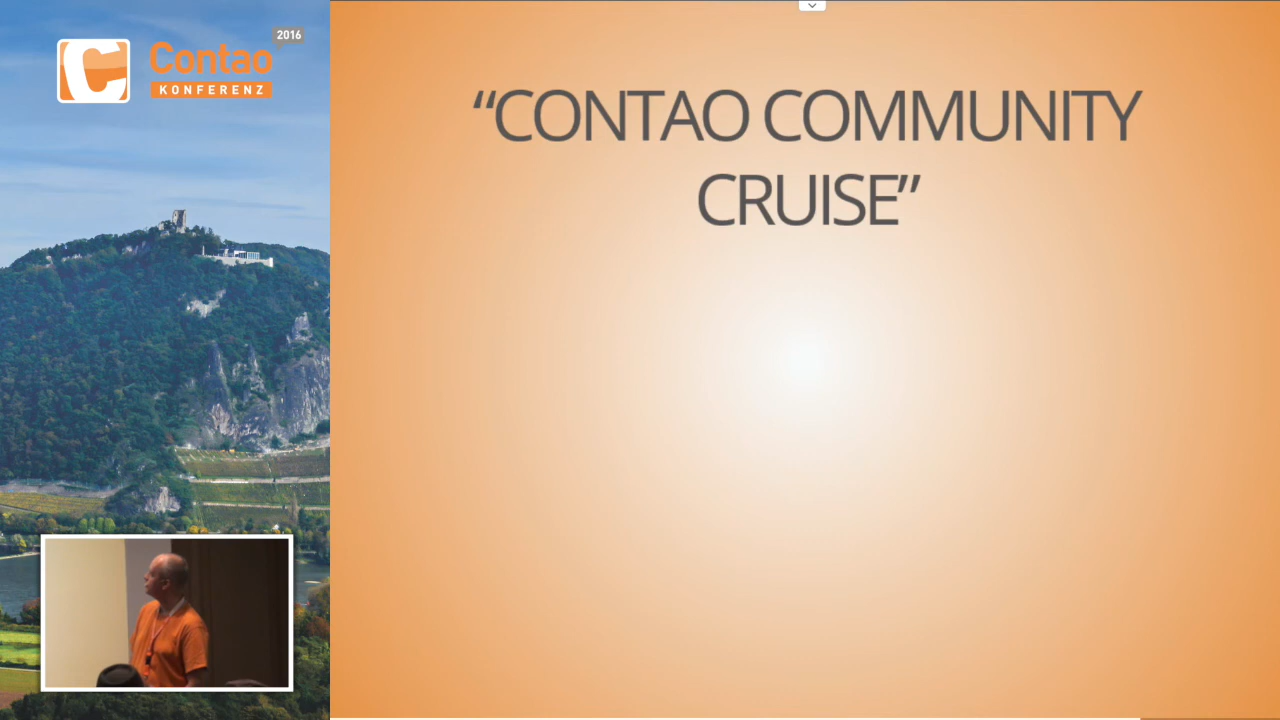 2016
Contao
KONFERENZ
“CONTAO COMMUNITY
CRUISE”